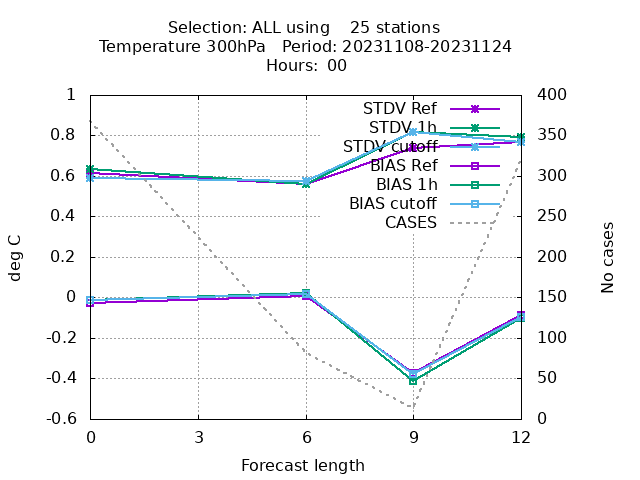 Selection: ALL using    25 stations
Temperature 300hPa   Period: 20231108-20231124
Hours:  00
1
0.8
0.6
0.4
0.2
0
-0.2
-0.4
-0.6
deg C
400
350
300
250
200
150
100
50
0
No cases
STDV Ref
STDV 1h
STDV cutoff
BIAS Ref
BIAS 1h
BIAS cutoff
CASES
0 3 6 9 12
Forecast length